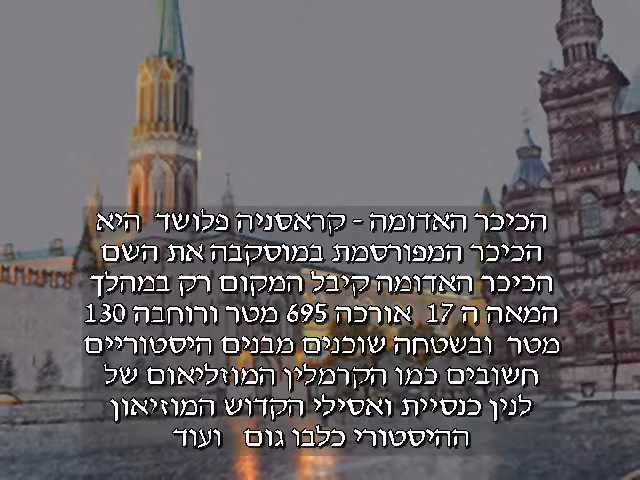 הכיכר האדומה - קראסניה פלושד היא
הכיכר המפורסמת במוסקבה את השם
הכיכר האדומה קיבל המקום רק במהלך
המאה ה 17 אורכה 695 מטר ורוחבה 130
מטר ובשטחה שוכנים מבנים היסטוריים
חשובים כמו הקרמלין המוזליאום של
לנין כנסיית ואסילי הקדוש המוזיאון
ההיסטורי כלבו גום ועוד